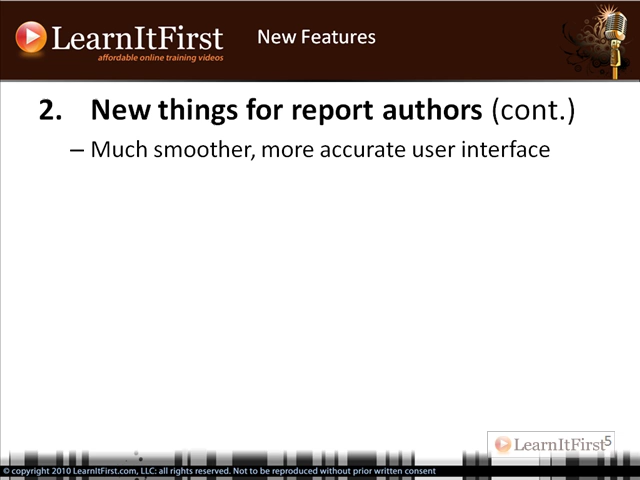 LearnItFirst
affordable online training videos
New Features
2. New things for report authors (cont.)
– Much smoother, more accurate user interface
LearnItFirst
5
© copyright 2010 LearnItFirst.com, LLC: all rights reserved. Not to be reproduced without prior written consent